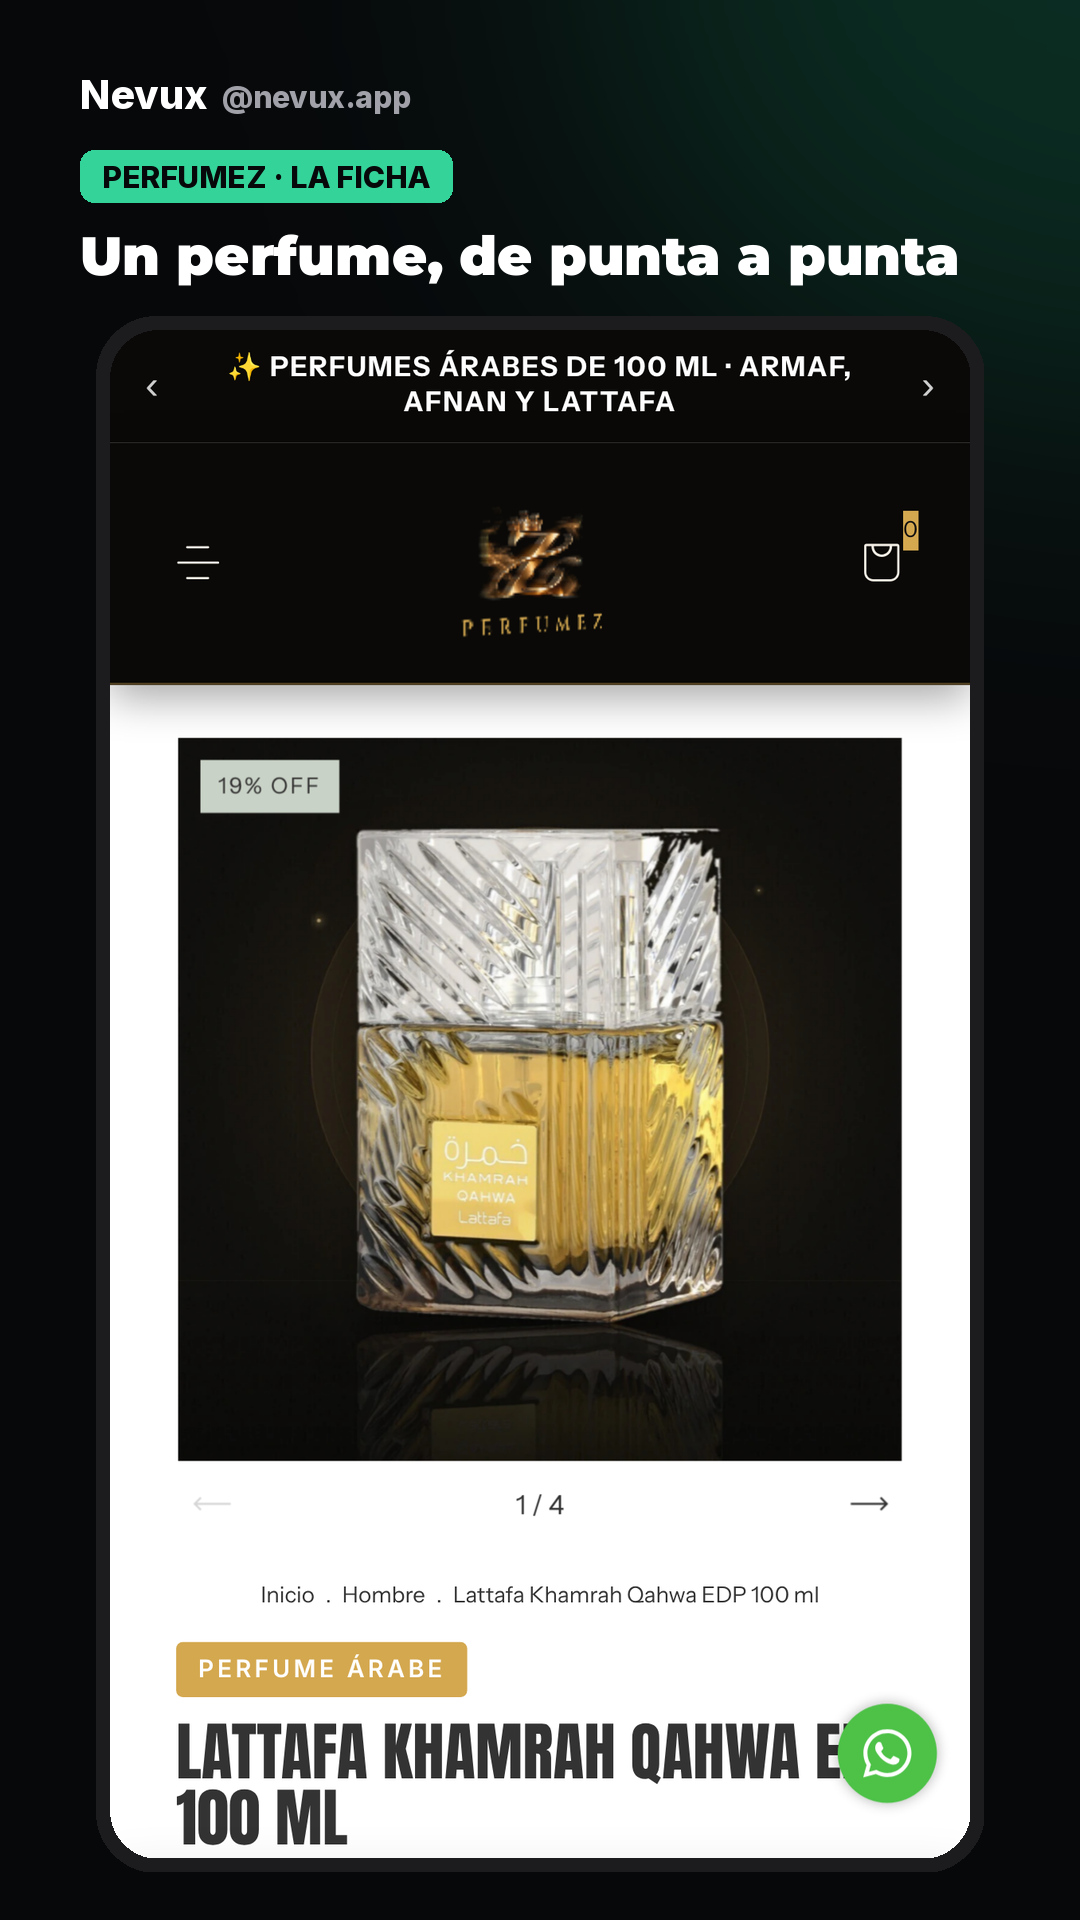 Nevux @nevux.app
PERFUMEZ · LA FICHA
Un perfume, de punta a punta
✨ PERFUMES ÁRABES DE 100 ML · ARMAF,
AFNAN Y LATTAFA
0
PERFUMEZ
19% OFF
خمرة
KHAMRAH
QAHWA
Lattafa
1 / 4
Inicio . Hombre . Lattafa Khamrah Qahwa EDP 100 ml
PERFUME ÁRABE
LATTAFA KHAMRAH QAHWA
100 ML